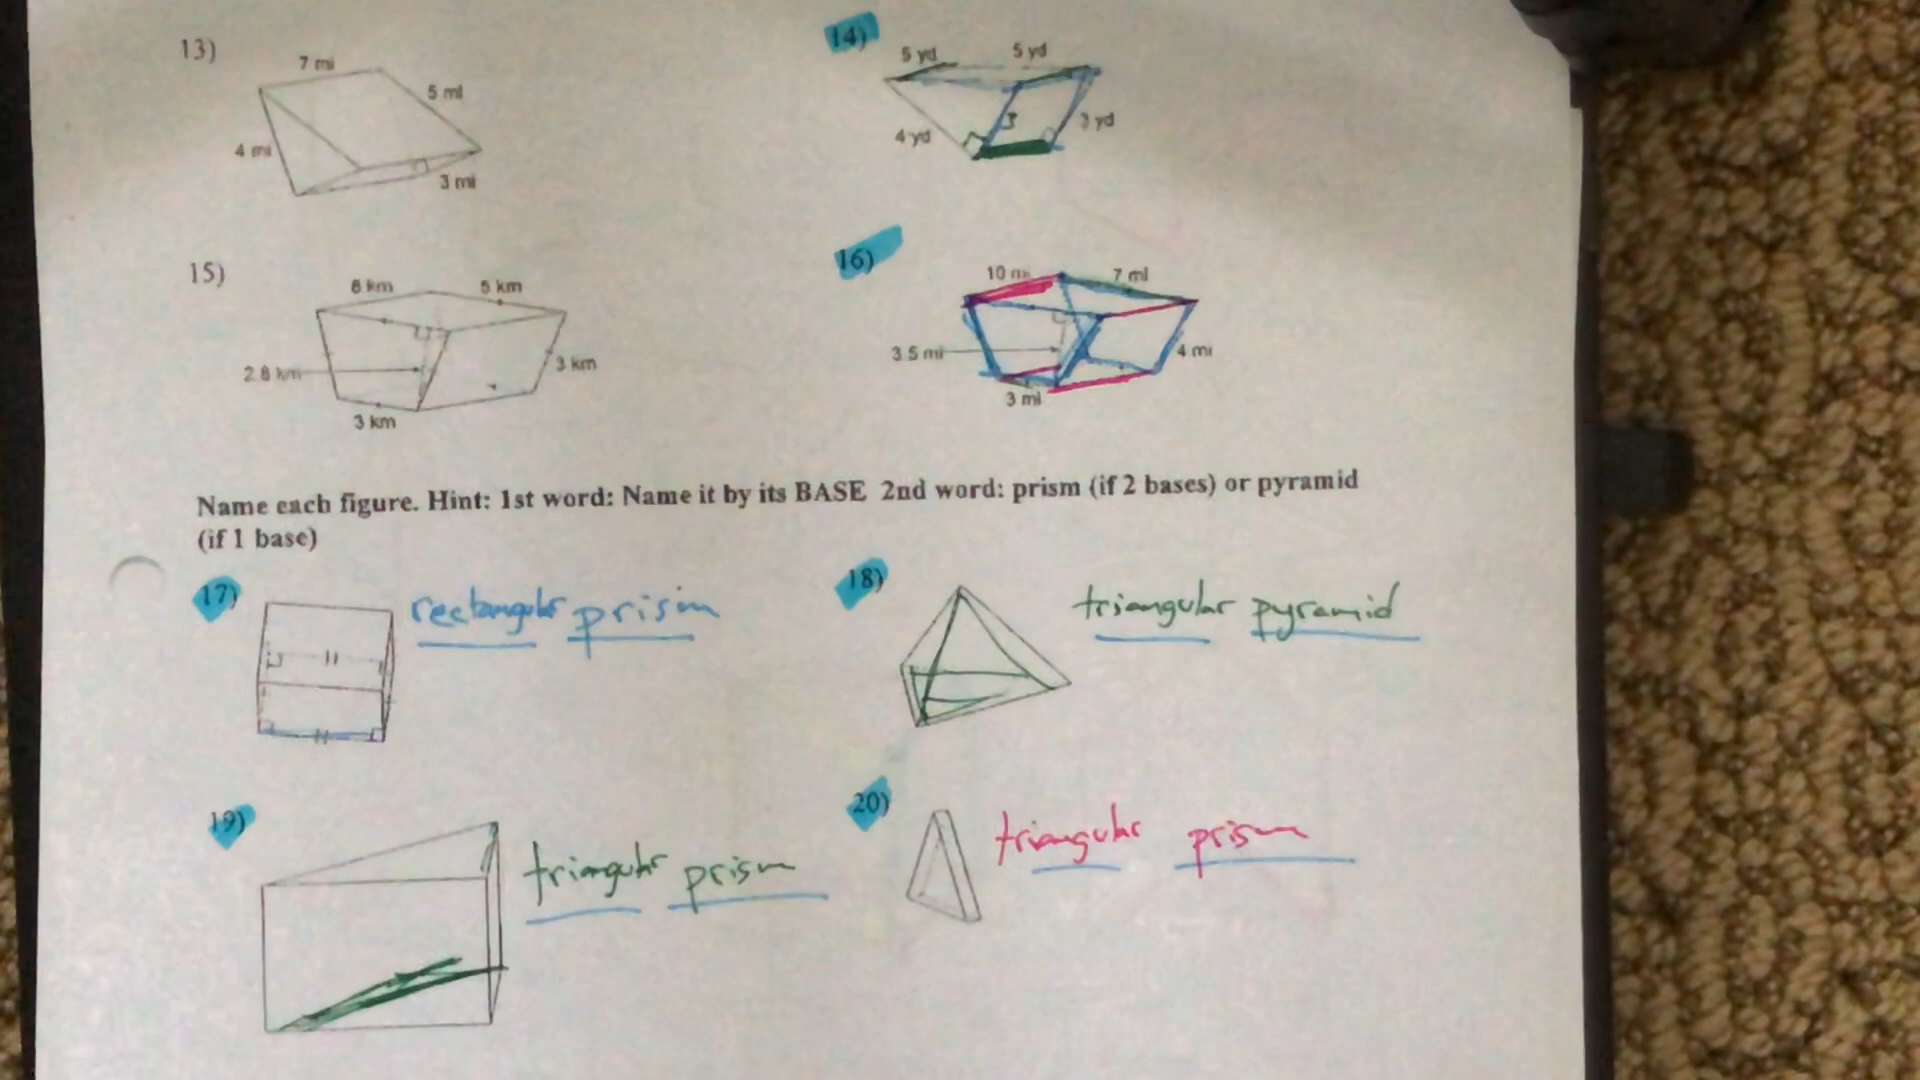 13)
7 mi
5 mi
4 mi
3 mi
14)
5 yd
5 yd
4 yd
3
3 yd
15)
5 km
2.8 km
3 km
3 km
16)
10 mi
7 mi
3.5 mi
4 mi
3 mi
Name each figure. Hint: 1st word: Name it by its BASE 2nd word: prism (if 2 bases) or pyramid
(if 1 base)
17)
rectangular prism
18)
triangular pyramid
19)
triangular prism
20)
triangular prism